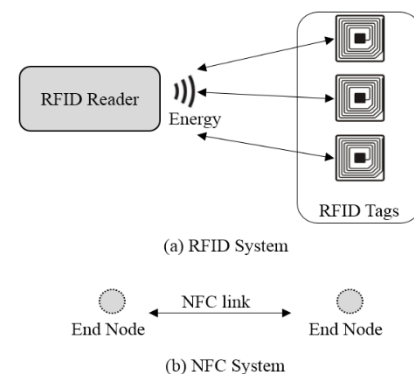 RFID Reader
Energy
RFID Tags
(a) RFID System
NFC link
End Node
End Node
(b) NFC System